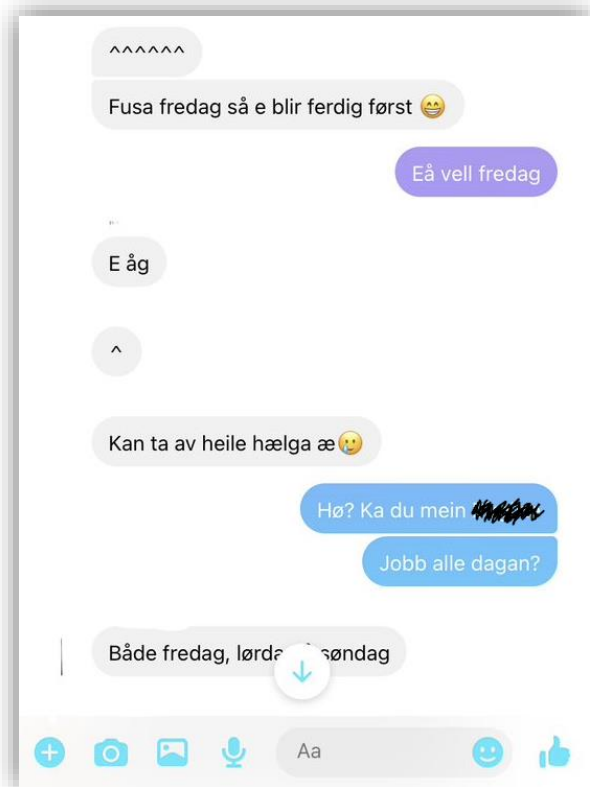 ^^^^^^
Fusa fredag så e blir ferdig først 😁
Eå vell fredag
E åg
^
Kan ta av heile hælga æ🥲
Hø? Ka du mein
Jobb alle dagan?
Både fredag, søndag
Aa